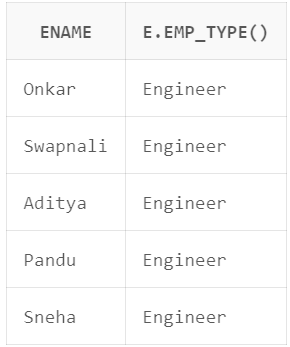 ENAME E.EMP_TYPE()
Onkar Engineer
Swapnali Engineer
Aditya Engineer
Pandu Engineer
Sneha Engineer